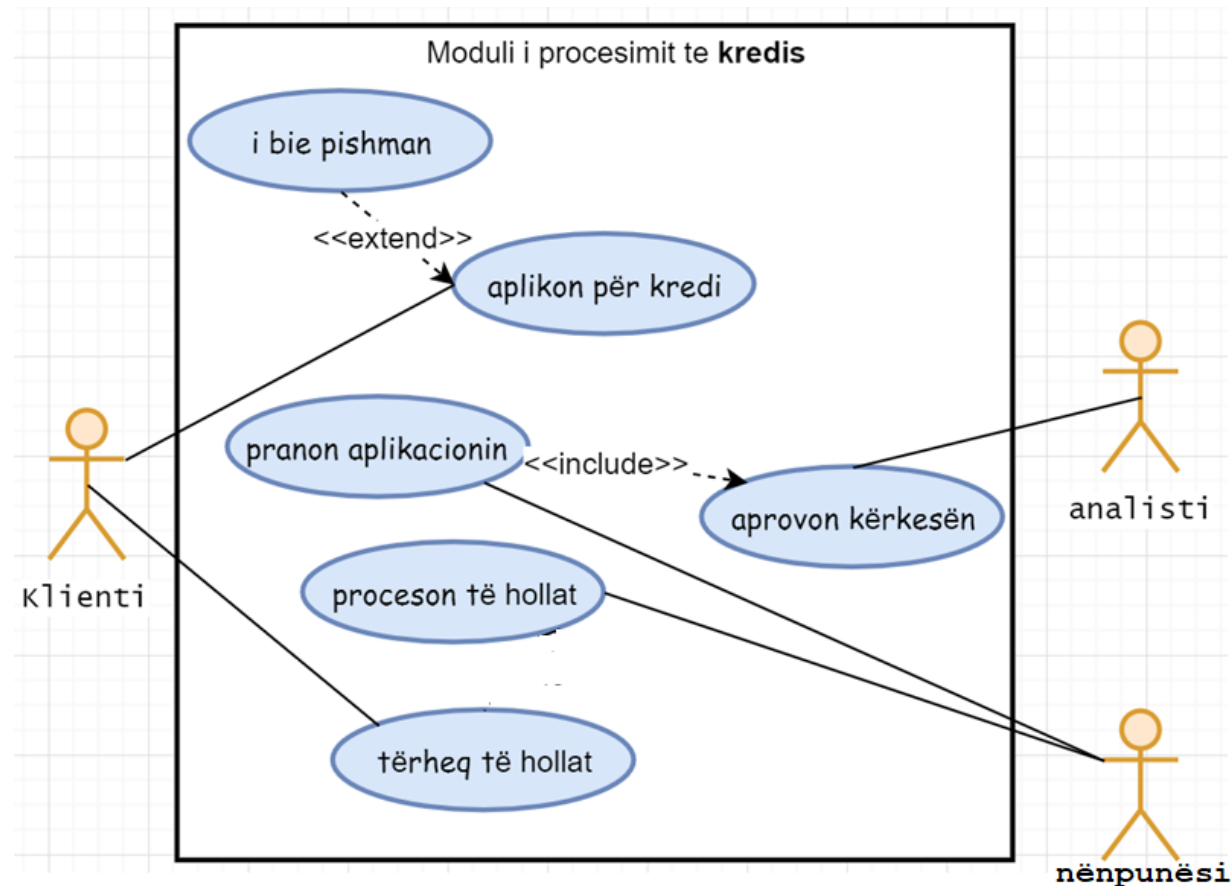 Moduli i procesimit te kredis
i bie pishman
<<extend>>
aplikon për kredi
pranon aplikacionin
<<include>>
aprovon kërkesën
analisti
Klienti
proceson të hollat
tërheq të hollat
nënpunësi